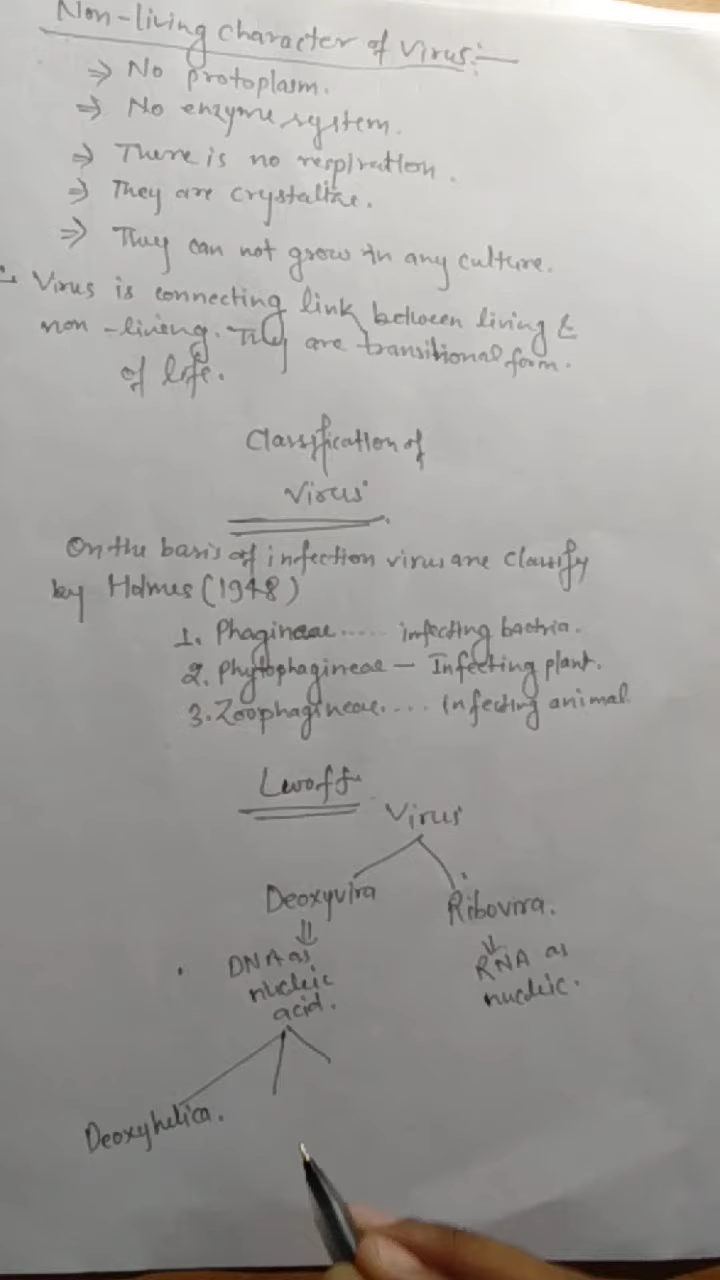 Non-living character of Virus:-
⇒ No protoplasm.
⇒ No enzyme system.
⇒ There is no respiration.
⇒ They are crystallize.
⇒ They can not grow in any culture.
Virus is connecting link between living &
non-living. They are transitional form.
of life.
Classification of
Virus
On the basis of infection virus are classify
by Holmes (1948)
1. Phagineae..... infecting bactria.
2. Phytophagineae – Infecting plant.
3. Zoophagineae.... infecting animal
Lwoff
Virus
Deoxyvira
Ribovira.
⇓
DNA as
nucleic
acid.
↓
RNA as
nucleic.
Deoxyhelica.